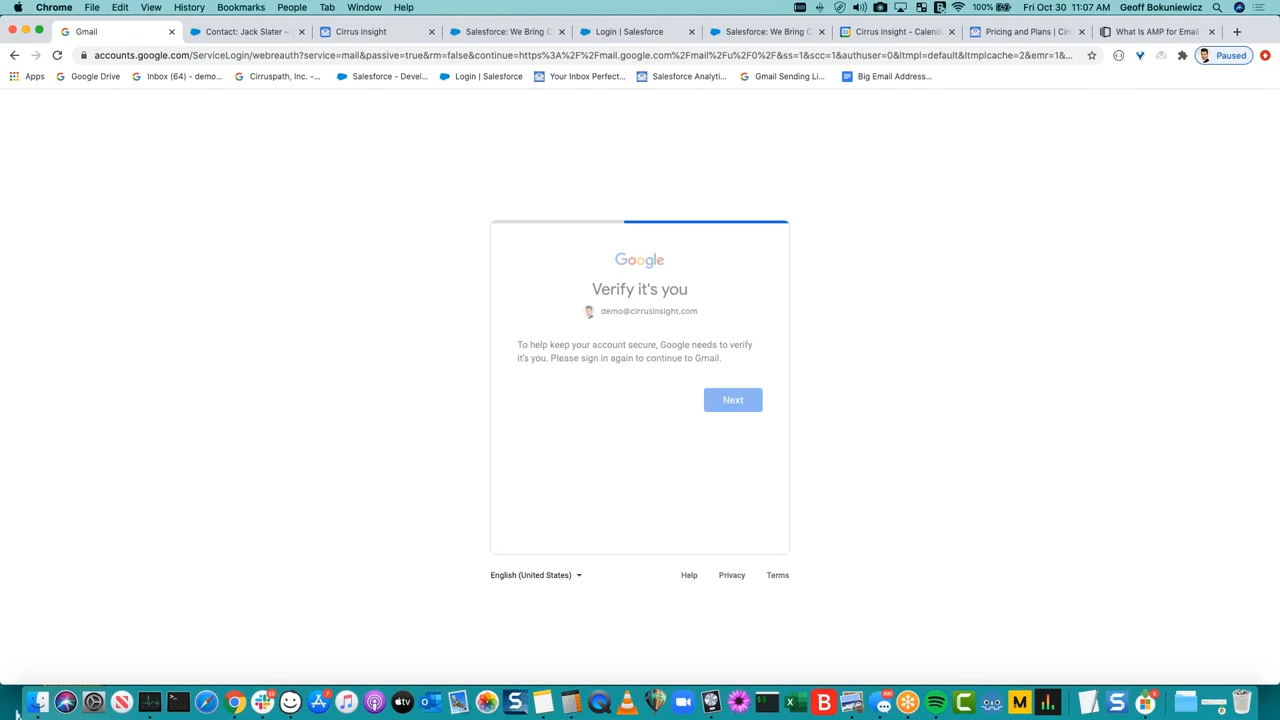 Chrome File Edit View History Bookmarks People Tab Window Help 100% Fri Oct 30 11:07 AM Geoff Bokuniewicz
Gmail Contact: Jack Slater ~ Cirrus Insight Salesforce: We Bring C Login | Salesforce Salesforce: We Bring C Cirrus Insight - Calend Pricing and Plans | Cirr What Is AMP for Email
accounts.google.com/ServiceLogin/webreauth?service=mail&passive=true&rm=false&continue=https%3A%2F%2Fmail.google.com%2Fmail%2Fu%2F0%2F&ss=1&scc=1&authuser=0&ltmpl=default&ltmplcache=2&emr=1&... Paused
Apps Google Drive Inbox (64) - demo... Cirruspath, Inc. -... Salesforce - Devel... Login | Salesforce Your Inbox Perfect... Salesforce Analyti... Gmail Sending Li... Big Email Address...
Google
Verify it's you
demo@cirrusinsight.com
To help keep your account secure, Google needs to verify
it's you. Please sign in again to continue to Gmail.
Next
English (United States) Help Privacy Terms